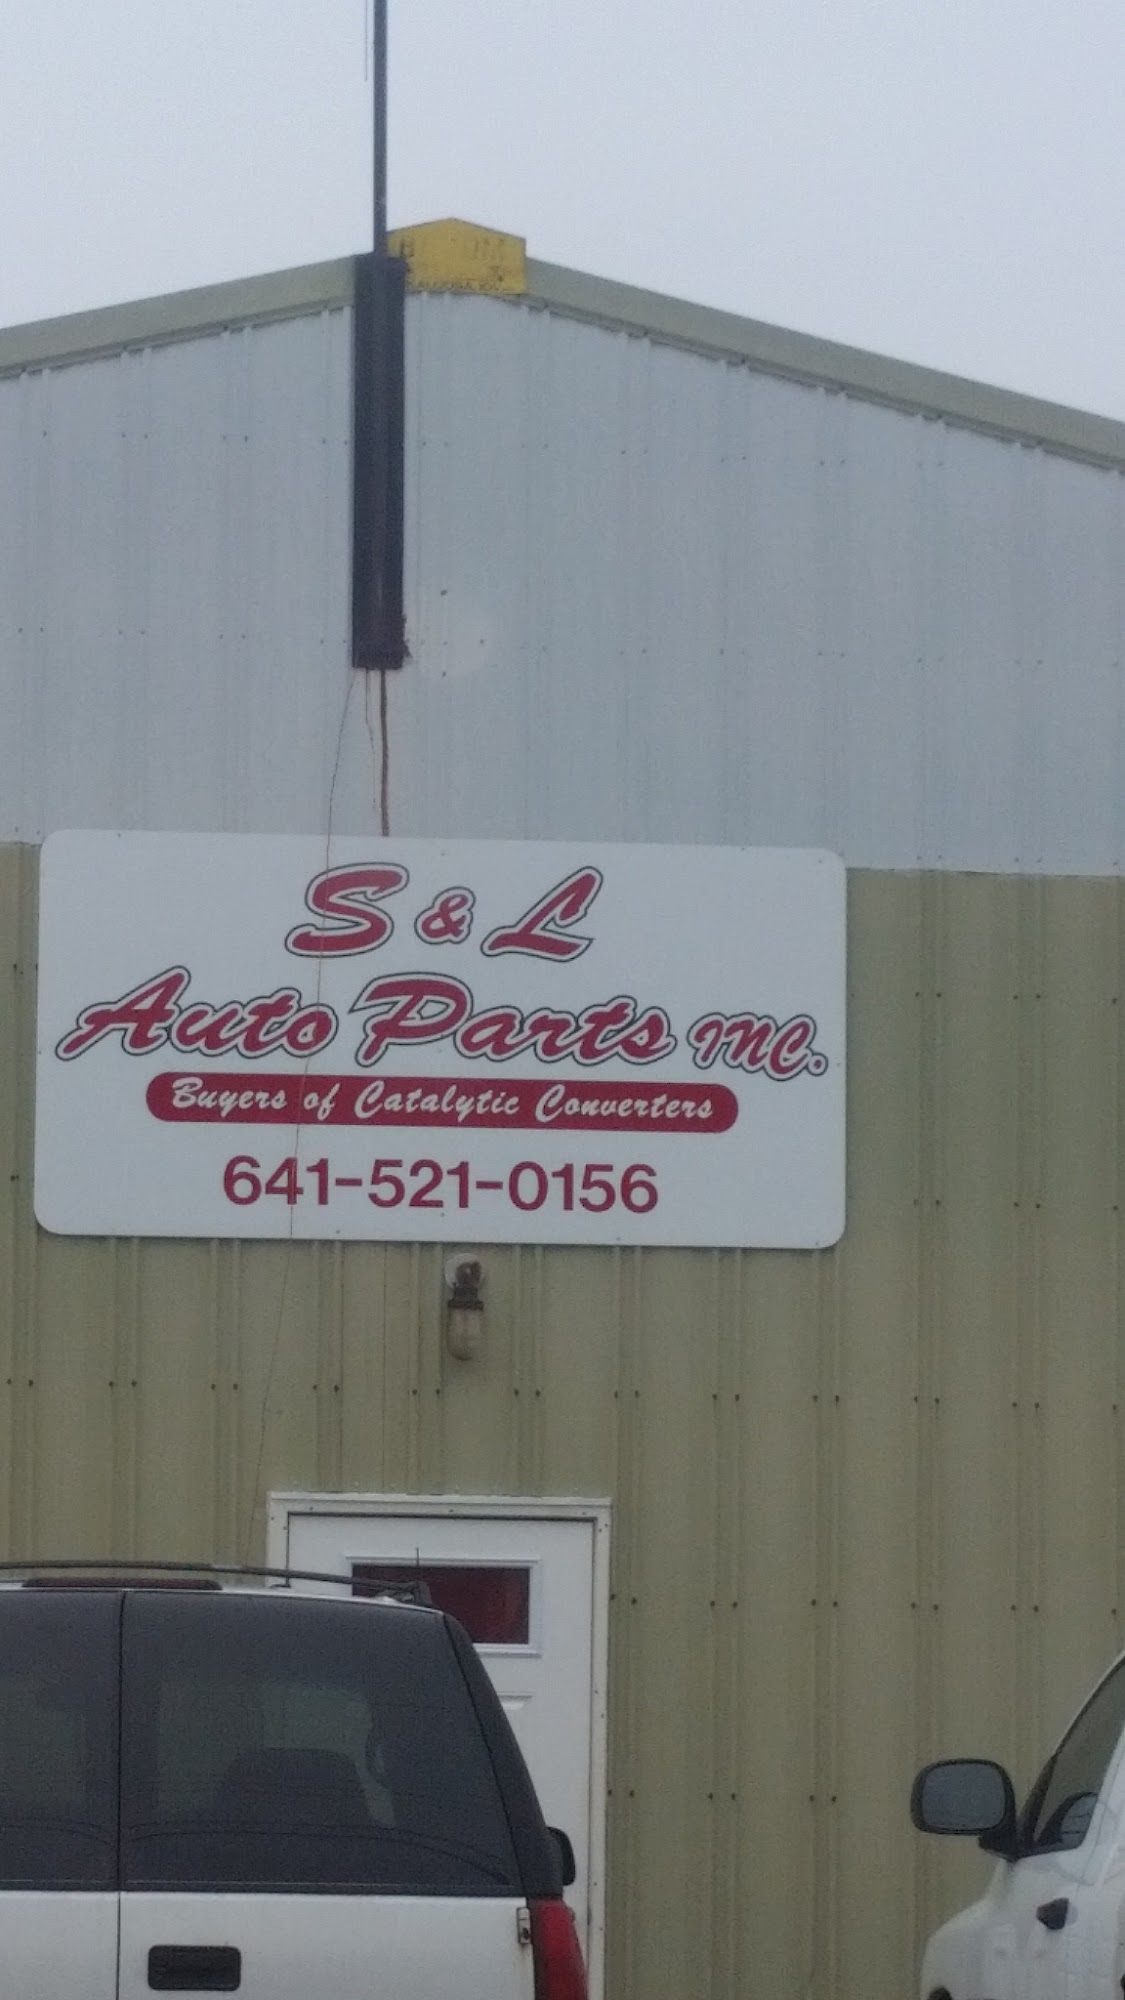 S & L
Auto Parts INC.
Buyers of Catalytic Converters
641-521-0156